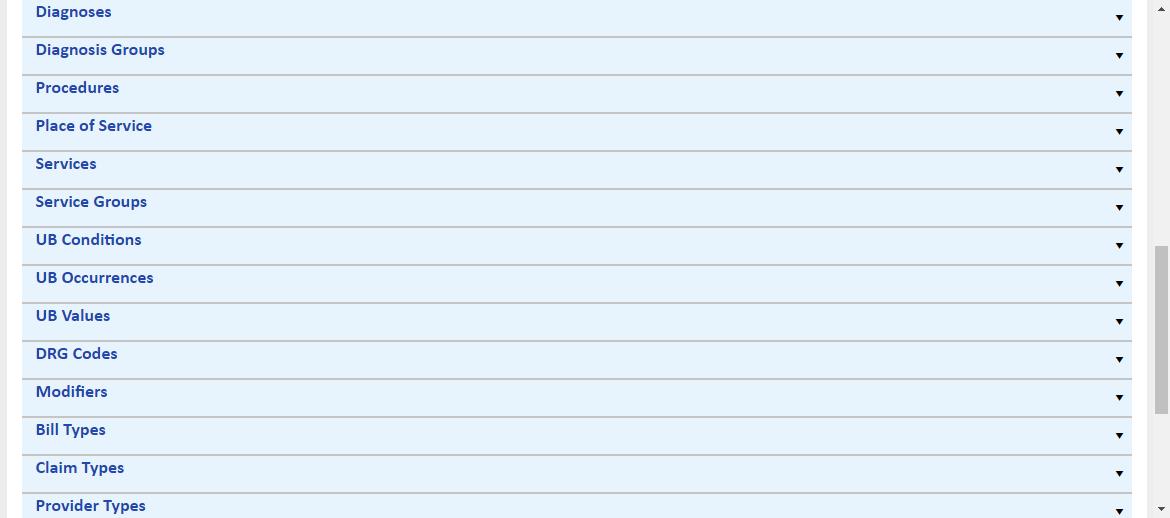 Diagnoses
Diagnosis Groups
Procedures
Place of Service
Services
Service Groups
UB Conditions
UB Occurrences
UB Values
DRG Codes
Modifiers
Bill Types
Claim Types
Provider Types